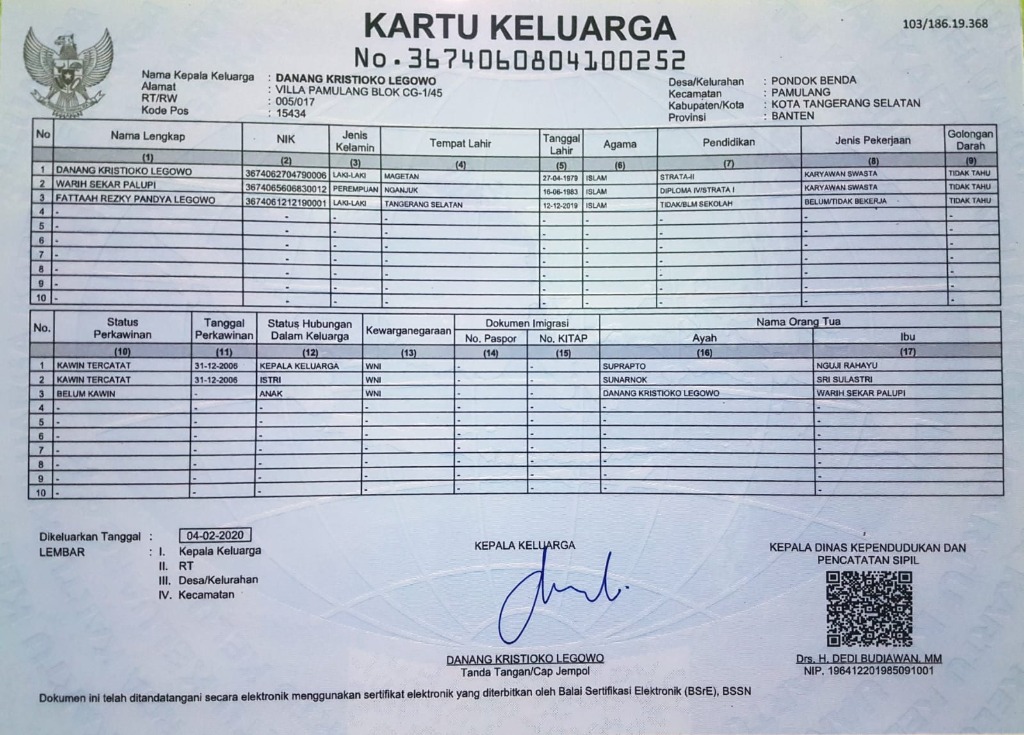 KARTU KELUARGA
103/186.19.368
No.3674060804100252
Nama Kepala Keluarga : DANANG KRISTIOKO LEGOWO
Alamat : VILLA PAMULANG BLOK CG-1/45
RT/RW : 005/017
Kode Pos : 15434
Desa/Kelurahan : PONDOK BENDA
Kecamatan : PAMULANG
Kabupaten/Kota : KOTA TANGERANG SELATAN
Provinsi : BANTEN
No Nama Lengkap NIK Jenis Kelamin Tempat Lahir Tanggal Lahir Agama Pendidikan Jenis Pekerjaan Golongan Darah
(1) (2) (3) (4) (5) (6) (7) (8) (9)
1 DANANG KRISTIOKO LEGOWO 3674062704790006 LAKI-LAKI MAGETAN 27-04-1979 ISLAM STRATA-II KARYAWAN SWASTA TIDAK TAHU
2 WARIH SEKAR PALUPI 3674065606830012 PEREMPUAN NGANJUK 16-06-1983 ISLAM DIPLOMA IV/STRATA I KARYAWAN SWASTA TIDAK TAHU
3 FATTAAH REZKY PANDYA LEGOWO 3674061212190001 LAKI-LAKI TANGERANG SELATAN 12-12-2019 ISLAM TIDAK/BLM SEKOLAH BELUM/TIDAK BEKERJA TIDAK TAHU
4 - - - - - - - - -
5 - - - - - - - - -
6 - - - - - - - - -
7 - - - - - - - - -
8 - - - - - - - - -
9 - - - - - - - - -
10 - - - - - - - - -
No. Status Perkawinan Tanggal Perkawinan Status Hubungan Dalam Keluarga Kewarganegaraan Dokumen Imigrasi No. Paspor No. KITAP Nama Orang Tua Ayah Ibu
(10) (11) (12) (13) (14) (15) (16) (17)
1 KAWIN TERCATAT 31-12-2006 KEPALA KELUARGA WNI - - SUPRAPTO NGUJI RAHAYU
2 KAWIN TERCATAT 31-12-2006 ISTRI WNI - - SUNARNOK SRI SULASTRI
3 BELUM KAWIN - ANAK WNI - - DANANG KRISTIOKO LEGOWO WARIH SEKAR PALUPI
4 - - - - - - - -
5 - - - - - - - -
6 - - - - - - - -
7 - - - - - - - -
8 - - - - - - - -
9 - - - - - - - -
10 - - - - - - - -
Dikeluarkan Tanggal : 04-02-2020
LEMBAR : I. Kepala Keluarga
II. RT
III. Desa/Kelurahan
IV. Kecamatan
KEPALA KELUARGA
DANANG KRISTIOKO LEGOWO
Tanda Tangan/Cap Jempol
KEPALA DINAS KEPENDUDUKAN DAN
PENCATATAN SIPIL
Drs. H. DEDI BUDIAWAN, MM
NIP. 196412201985091001
Dokumen ini telah ditandatangani secara elektronik menggunakan sertifikat elektronik yang diterbitkan oleh Balai Sertifikasi Elektronik (BSrE), BSSN